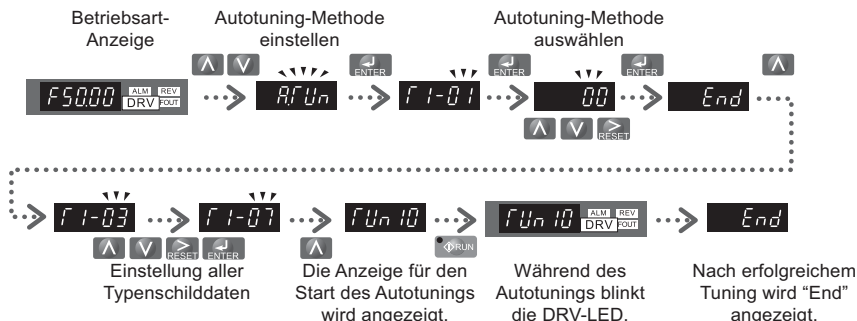 Betriebsart-
Anzeige
Autotuning-Methode
einstellen
Autotuning-Methode
auswählen
ENTER
ENTER
ENTER
F50.00 ALM REV DRV FOUT
A.TUn
T1-01
00
End
RESET
T1-03
T1-07
TUn10
TUn10 ALM REV DRV FOUT
End
RESET ENTER
RUN
Einstellung aller
Typenschilddaten
Die Anzeige für den
Start des Autotunings
wird angezeigt.
Während des
Autotunings blinkt
die DRV-LED.
Nach erfolgreichem
Tuning wird “End”
angezeigt.